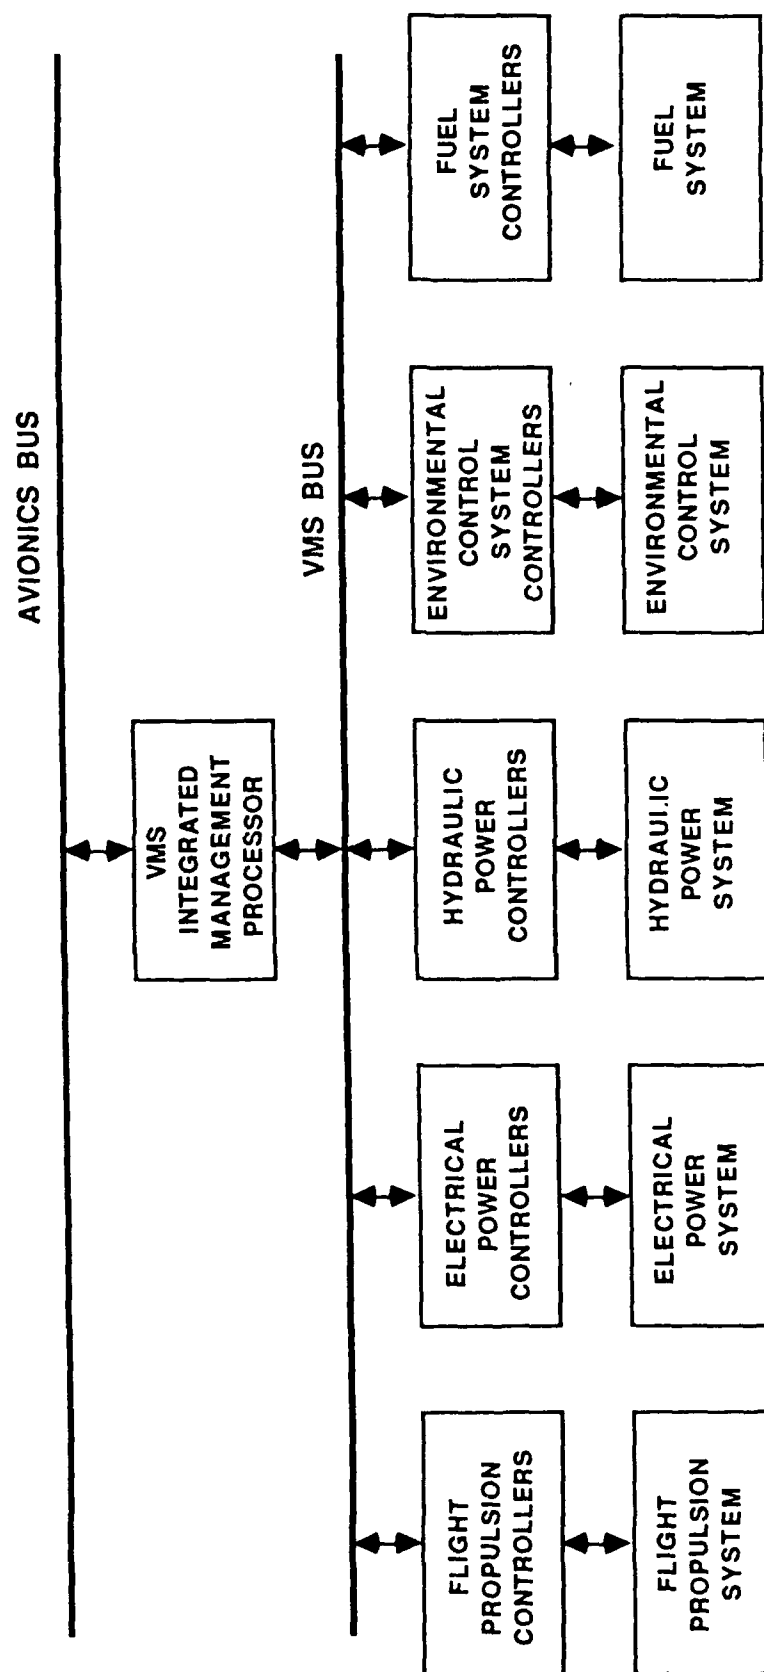 AVIONICS BUS
VMS
INTEGRATED
MANAGEMENT
PROCESSOR
VMS BUS
FLIGHT
PROPULSION
CONTROLLERS
ELECTRICAL
POWER
CONTROLLERS
HYDRAULIC
POWER
CONTROLLERS
ENVIRONMENTAL
CONTROL
SYSTEM
CONTROLLERS
FUEL
SYSTEM
CONTROLLERS
FLIGHT
PROPULSION
SYSTEM
ELECTRICAL
POWER
SYSTEM
HYDRAULIC
POWER
SYSTEM
ENVIRONMENTAL
CONTROL
SYSTEM
FUEL
SYSTEM